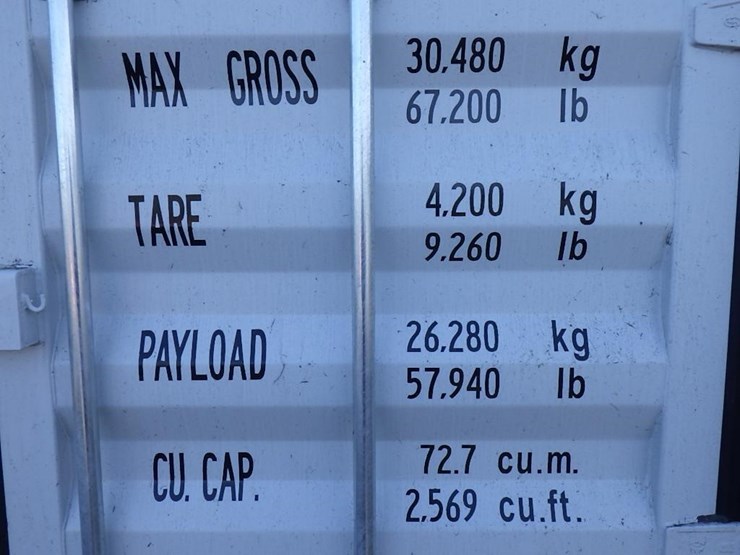 MAX GROSS 30,480 kg
67,200 lb
TARE 4,200 kg
9,260 lb
PAYLOAD 26,280 kg
57,940 lb
CU. CAP. 72.7 cu.m.
2,569 cu.ft.